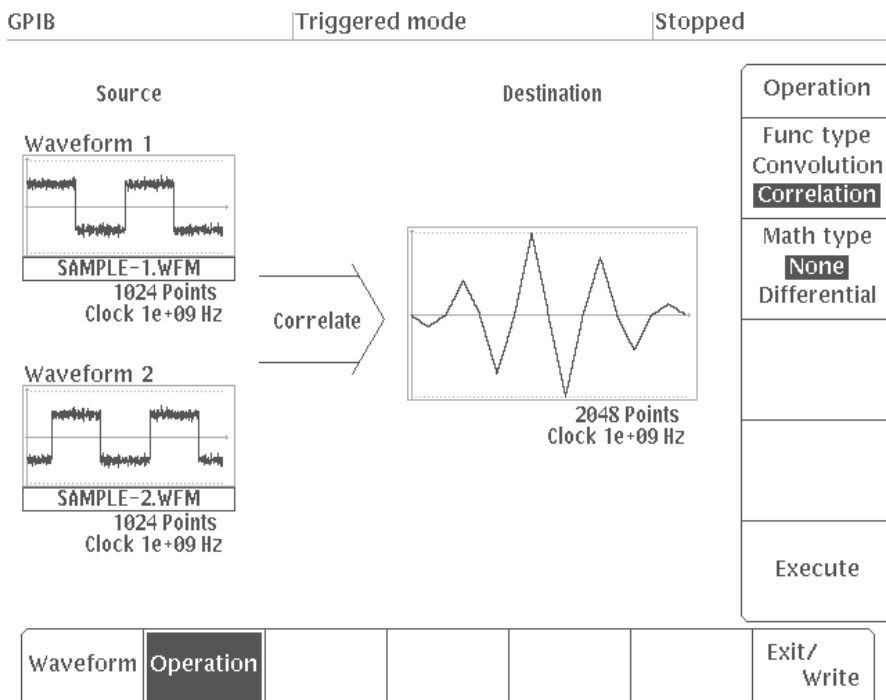 GPIB Triggered mode Stopped
Source
Destination
Waveform 1
SAMPLE-1.WFM
1024 Points
Clock 1e+09 Hz
Correlate
Waveform 2
SAMPLE-2.WFM
1024 Points
Clock 1e+09 Hz
2048 Points
Clock 1e+09 Hz
Operation
Func type
Convolution
Correlation
Math type
None
Differential
Execute
Waveform
Operation
Exit/
Write